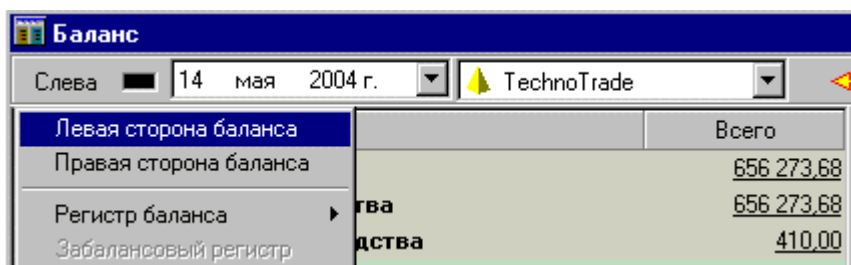 Баланс
Слева 14 мая 2004 г. TechnoTrade
Левая сторона баланса
Всего
Правая сторона баланса
656 273,68
Регистр баланса
тва 656 273,68
Забалансовый регистр
дства 410,00